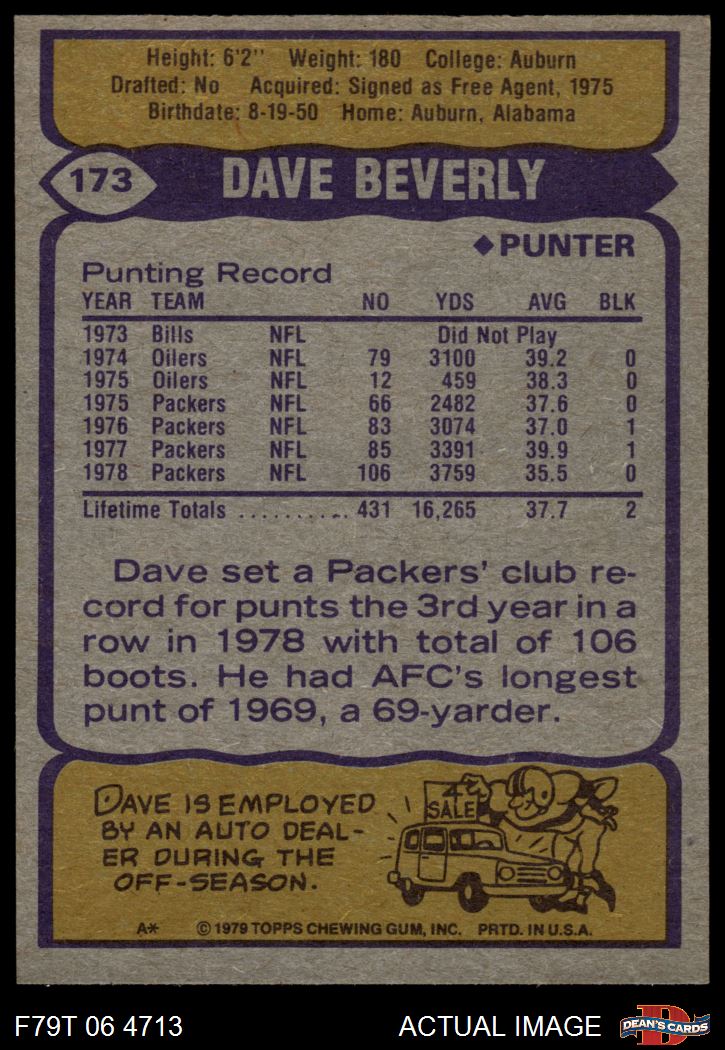 Height: 6'2" Weight: 180 College: Auburn
Drafted: No Acquired: Signed as Free Agent, 1975
Birthdate: 8-19-50 Home: Auburn, Alabama
173 DAVE BEVERLY
◆PUNTER
Punting Record
YEAR TEAM NO YDS AVG BLK
1973 Bills NFL Did Not Play
1974 Oilers NFL 79 3100 39.2 0
1975 Oilers NFL 12 459 38.3 0
1975 Packers NFL 66 2482 37.6 0
1976 Packers NFL 83 3074 37.0 1
1977 Packers NFL 85 3391 39.9 1
1978 Packers NFL 106 3759 35.5 0
Lifetime Totals .......... 431 16,265 37.7 2
Dave set a Packers' club re-
cord for punts the 3rd year in a
row in 1978 with total of 106
boots. He had AFC's longest
punt of 1969, a 69-yarder.
DAVE IS EMPLOYED
BY AN AUTO DEAL-
ER DURING THE
OFF-SEASON.
4
SALE
A* © 1979 TOPPS CHEWING GUM, INC. PRTD. IN U.S.A.
F79T 06 4713 ACTUAL IMAGE
D
DEAN'S CARDS